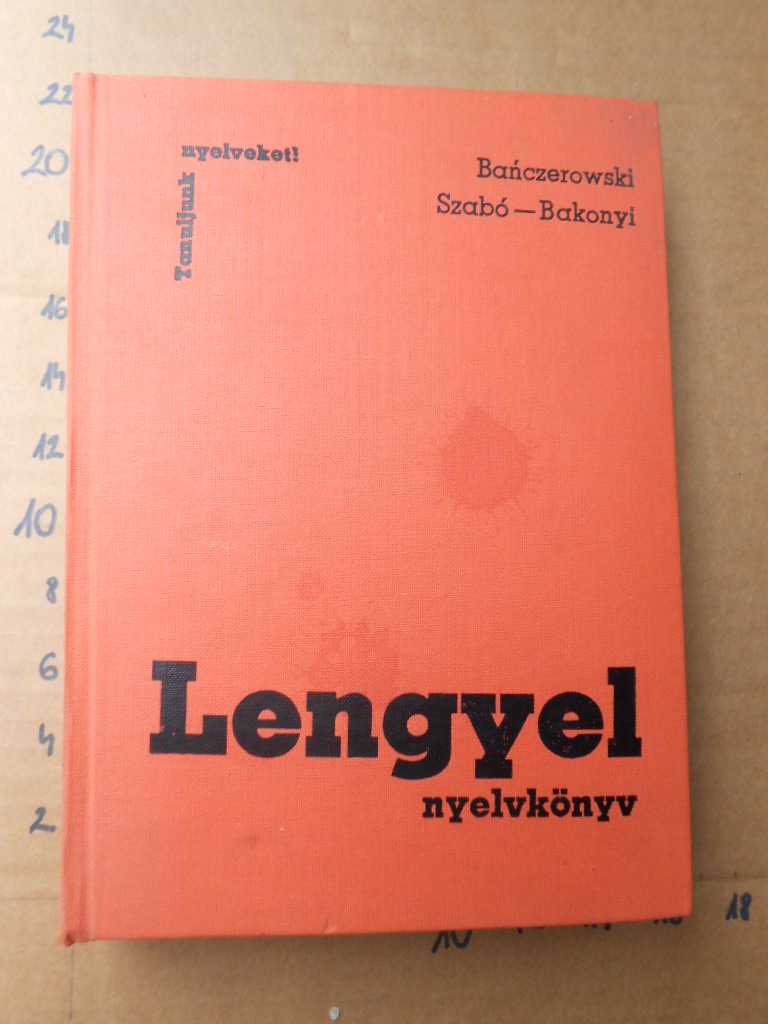 24
22
20
18
16
14
12
10
8
6
4
2
Tanuljunk
nyelveket!
Bańczerowski
Szabó — Bakonyi
Lengyel
nyelvkönyv
10
18